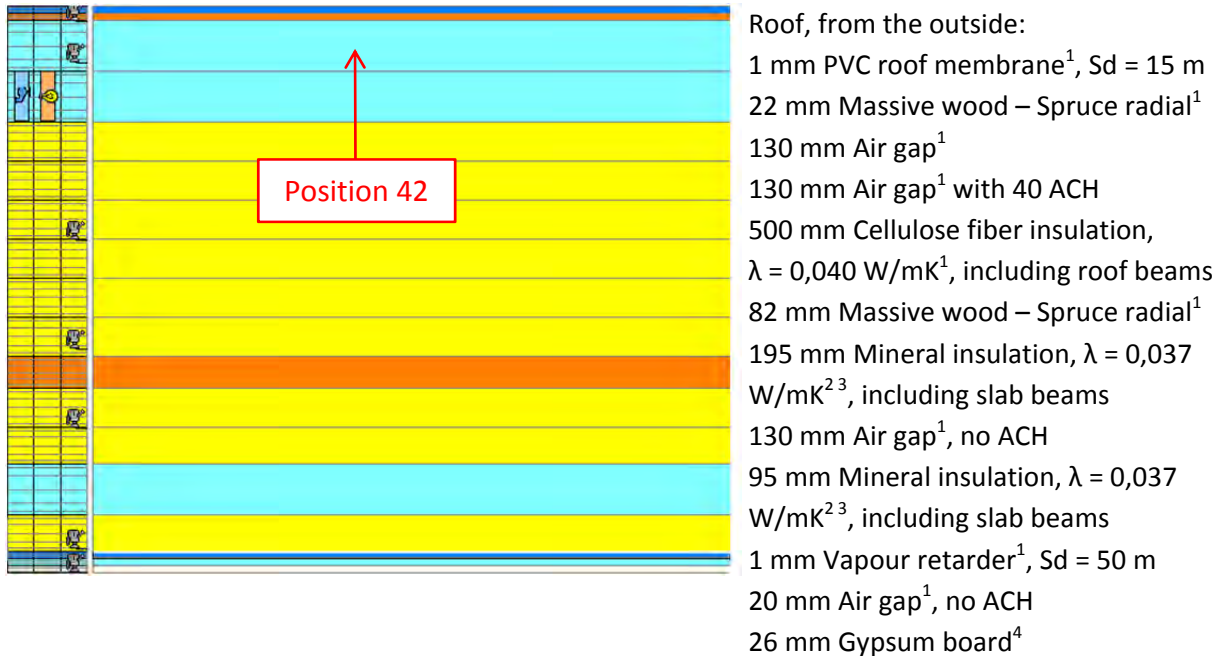 Roof, from the outside:
1 mm PVC roof membrane¹, Sd = 15 m
22 mm Massive wood – Spruce radial¹
130 mm Air gap¹
130 mm Air gap¹ with 40 ACH
500 mm Cellulose fiber insulation,
λ = 0,040 W/mK¹, including roof beams
82 mm Massive wood – Spruce radial¹
195 mm Mineral insulation, λ = 0,037
W/mK² ³, including slab beams
130 mm Air gap¹, no ACH
95 mm Mineral insulation, λ = 0,037
W/mK² ³, including slab beams
1 mm Vapour retarder¹, Sd = 50 m
20 mm Air gap¹, no ACH
26 mm Gypsum board⁴
Position 42